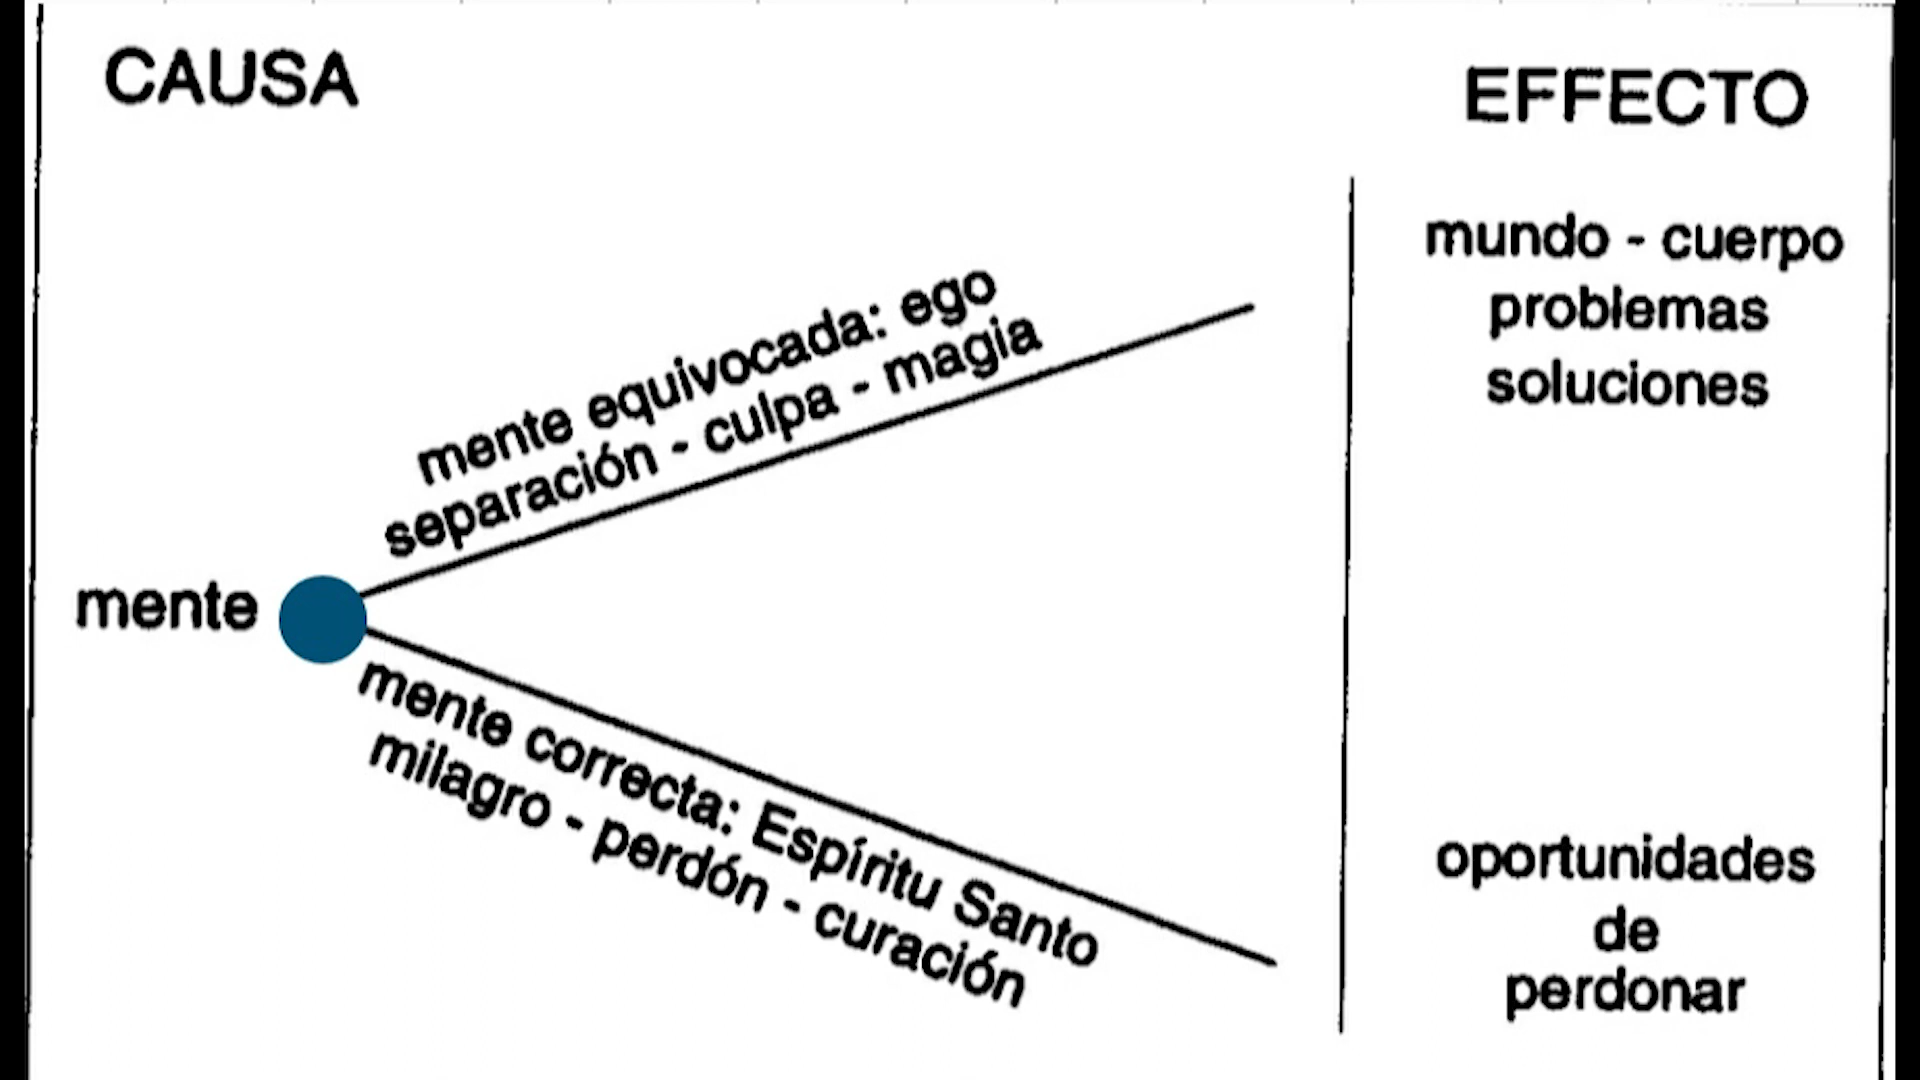 CAUSA
EFFECTO
mundo - cuerpo
problemas
soluciones
mente equivocada: ego
separación - culpa - magia
mente
mente correcta: Espíritu Santo
milagro - perdón - curación
oportunidades
de
perdonar